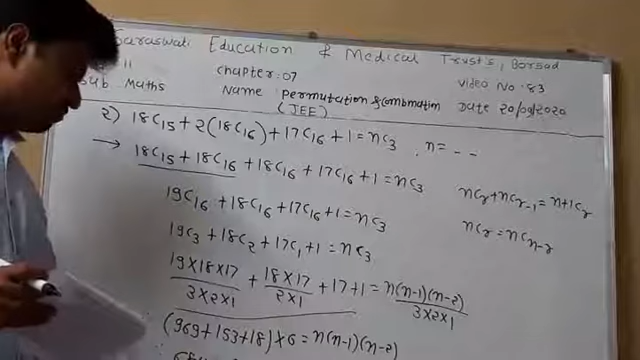 Saraswati Education & Medical Trust's, Borsad
11 Chapter : 07 Video No : 83
Sub Maths Name Permutation & Combination Date 20/09/2020
(JEE)
2) 18C₁₅ + 2(18C₁₆) + 17C₁₆ + 1 = nC₃ . n = - - -
→ 18C₁₅ + 18C₁₆ + 18C₁₆ + 17C₁₆ + 1 = nC₃
nCᵣ + nCᵣ₋₁ = n+1Cᵣ
19C₁₆ + 18C₁₆ + 17C₁₆ + 1 = nC₃
nCᵣ = nCₙ₋ᵣ
19C₃ + 18C₂ + 17C₁ + 1 = nC₃
19×18×17 / 3×2×1 + 18×17 / 2×1 + 17 + 1 = n(n-1)(n-2) / 3×2×1
(969 + 153 + 18) × 6 = n(n-1)(n-2)